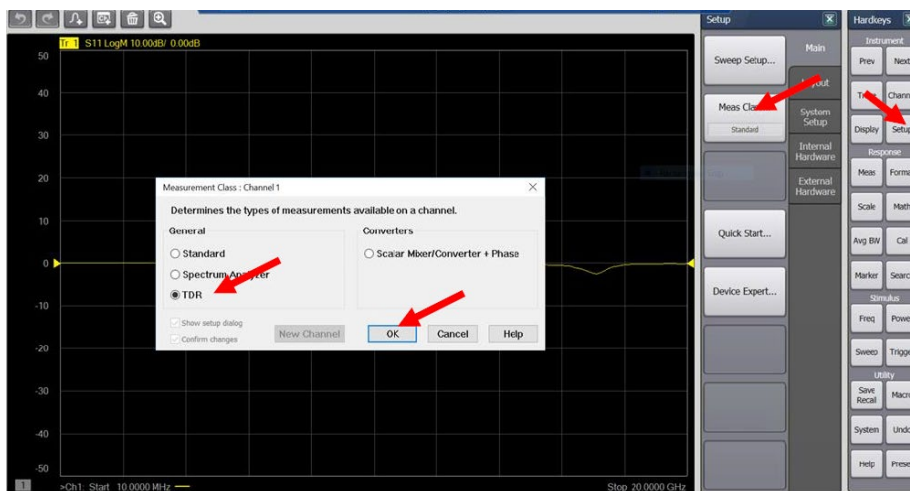 Tr 1 S11 LogM 10.00dB/ 0.00dB
50
40
30
20
10
0
-10
-20
-30
-40
-50
1 >Ch1: Start 10.0000 MHz
Stop 20.0000 GHz
Measurement Class : Channel 1
Determines the types of measurements available on a channel.
General
Standard
Spectrum Analyzer
TDR
Converters
Scalar Mixer/Converter + Phase
Show setup dialog
Confirm changes
New Channel
OK
Cancel
Help
Setup
Sweep Setup...
Meas Cla
Standard
Quick Start...
Device Expert...
Main
System
Setup
Internal
Hardware
External
Hardware
Hardkeys
Instrument
Prev Next
Chann
Display Setup
Response
Meas Forma
Scale Math
Avg BW Cal
Marker Searc
Stimulus
Freq Powe
Sweep Trigge
Utility
Save
Recall
Macro
System Undo
Help Prese